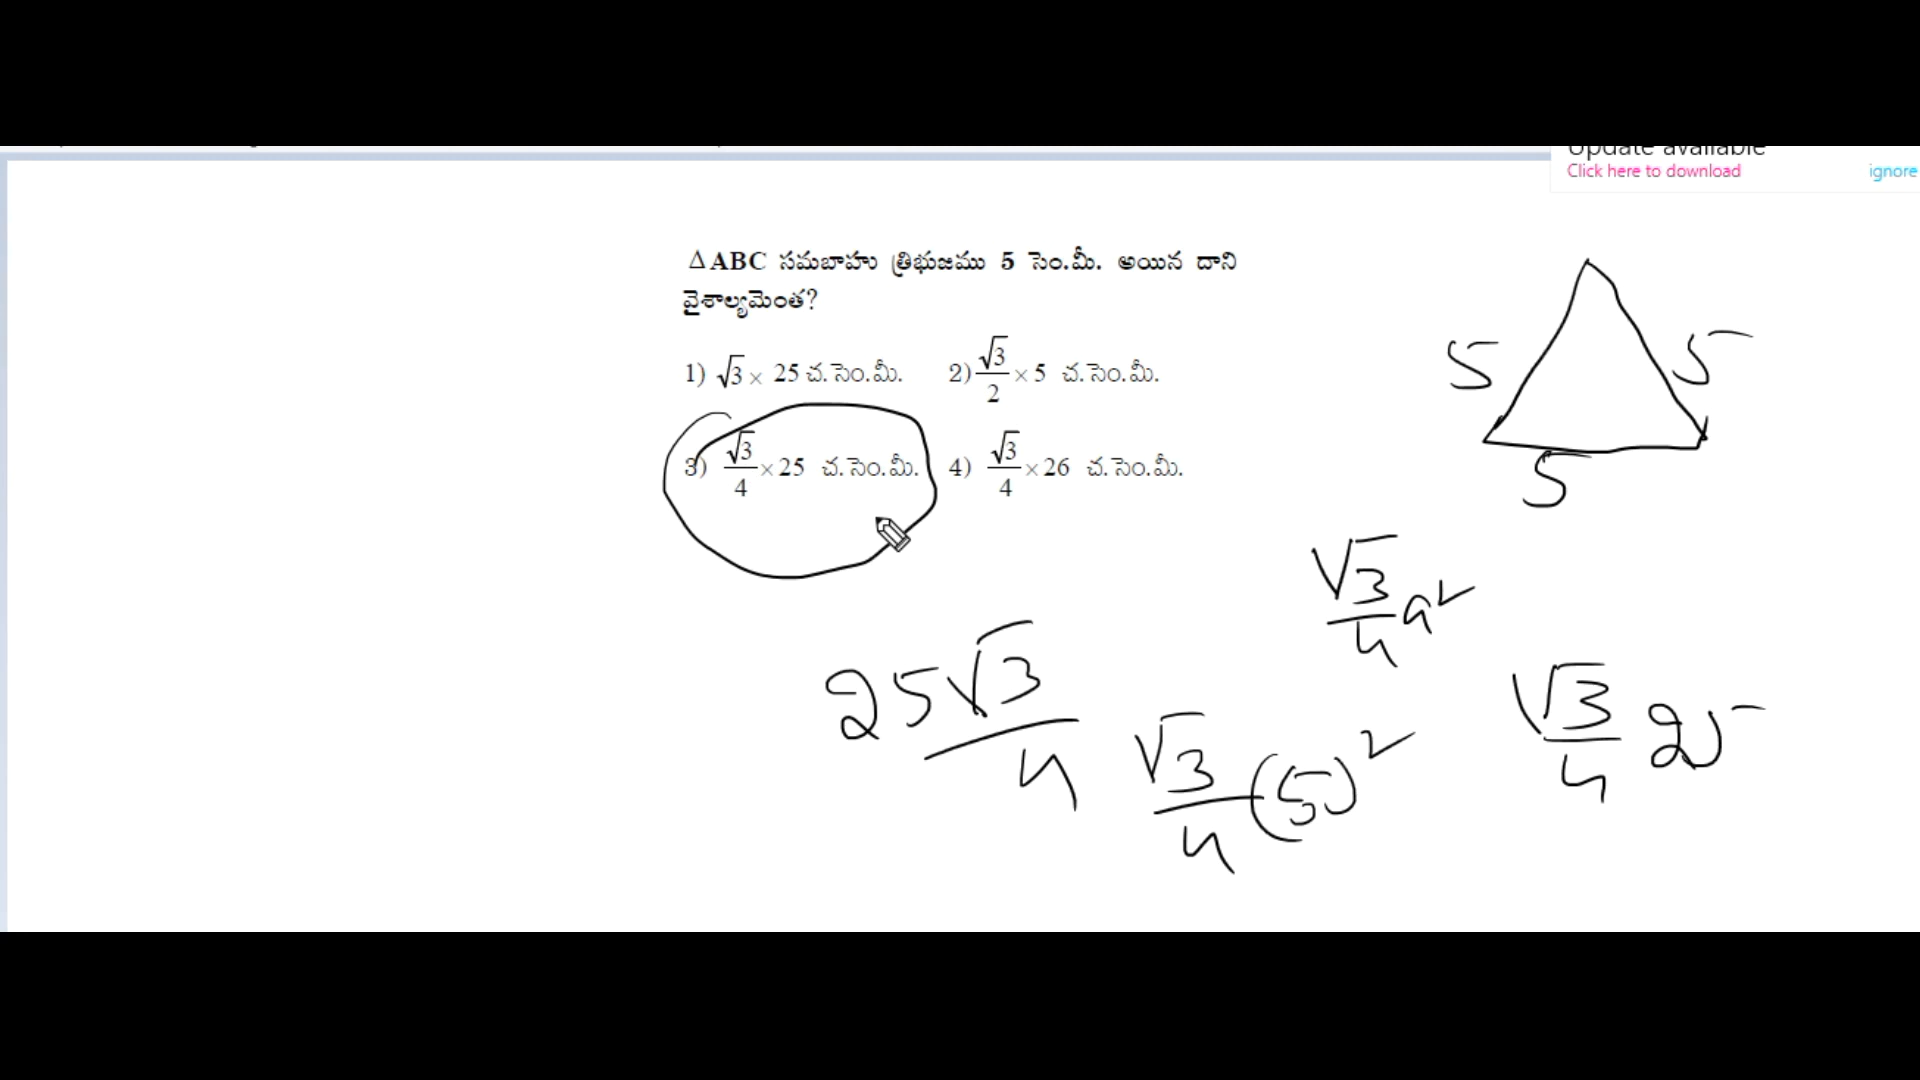 Update available
Click here to download ignore
Δ ABC సమబాహు త్రిభుజము 5 సెం.మీ. అయిన దాని
వైశాల్యమెంత?
1) √3 × 25 చ.సెం.మీ. 2) √3/2 × 5 చ.సెం.మీ.
3) √3/4 × 25 చ.సెం.మీ. 4) √3/4 × 26 చ.సెం.మీ.
5 5
5
√3/4 a²
25√3/4
√3/4 (5)²
√3/4 25